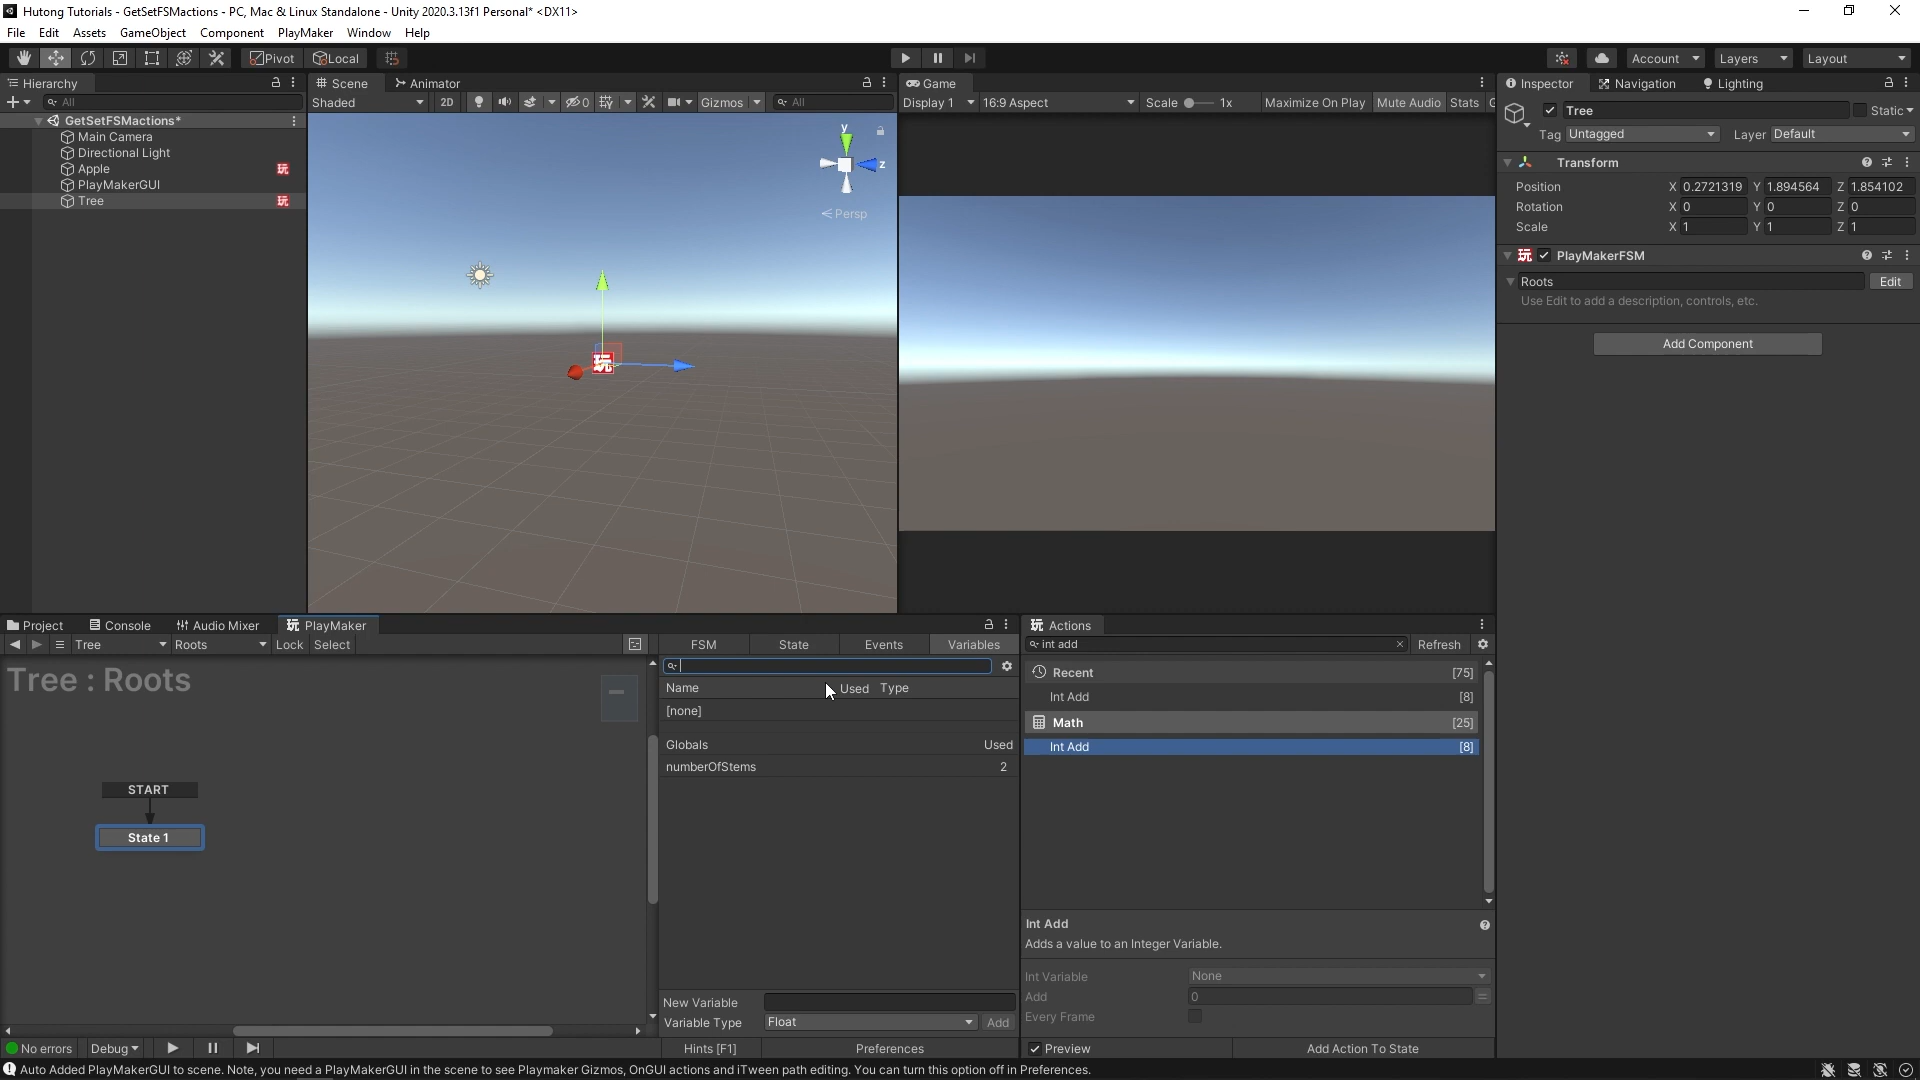 Hutong Tutorials - GetSetFSMactions - PC, Mac & Linux Standalone - Unity 2020.3.13f1 Personal* <DX11>
File Edit Assets GameObject Component PlayMaker Window Help
Pivot Local Account Layers Layout
Hierarchy Scene Animator Game Inspector Navigation Lighting
All Shaded 2D 0 Gizmos All Display 1 16:9 Aspect Scale 1x Maximize On Play Mute Audio Stats G
Tree Static
GetSetFSMactions*
Main Camera
Directional Light
Apple 玩
PlayMakerGUI
Tree 玩
y
z
Persp
玩
Tag Untagged Layer Default
Transform
Position X 0.2721319 Y 1.894564 Z 1.854102
Rotation X 0 Y 0 Z 0
Scale X 1 Y 1 Z 1
玩 PlayMakerFSM
Roots Edit
Use Edit to add a description, controls, etc.
Add Component
Project Console Audio Mixer 玩 PlayMaker
Tree Roots Lock Select
Tree : Roots
START
State 1
FSM State Events Variables
Name Used Type
[none]
Globals Used
numberOfStems 2
New Variable
Variable Type Float Add
Hints [F1] Preferences
玩 Actions
int add Refresh
Recent [75]
Int Add [8]
Math [25]
Int Add [8]
Int Add
Adds a value to an Integer Variable.
Int Variable None
Add 0
Every Frame
Preview Add Action To State
No errors Debug
Auto Added PlayMakerGUI to scene. Note, you need a PlayMakerGUI in the scene to see Playmaker Gizmos, OnGUI actions and iTween path editing. You can turn this option off in Preferences.